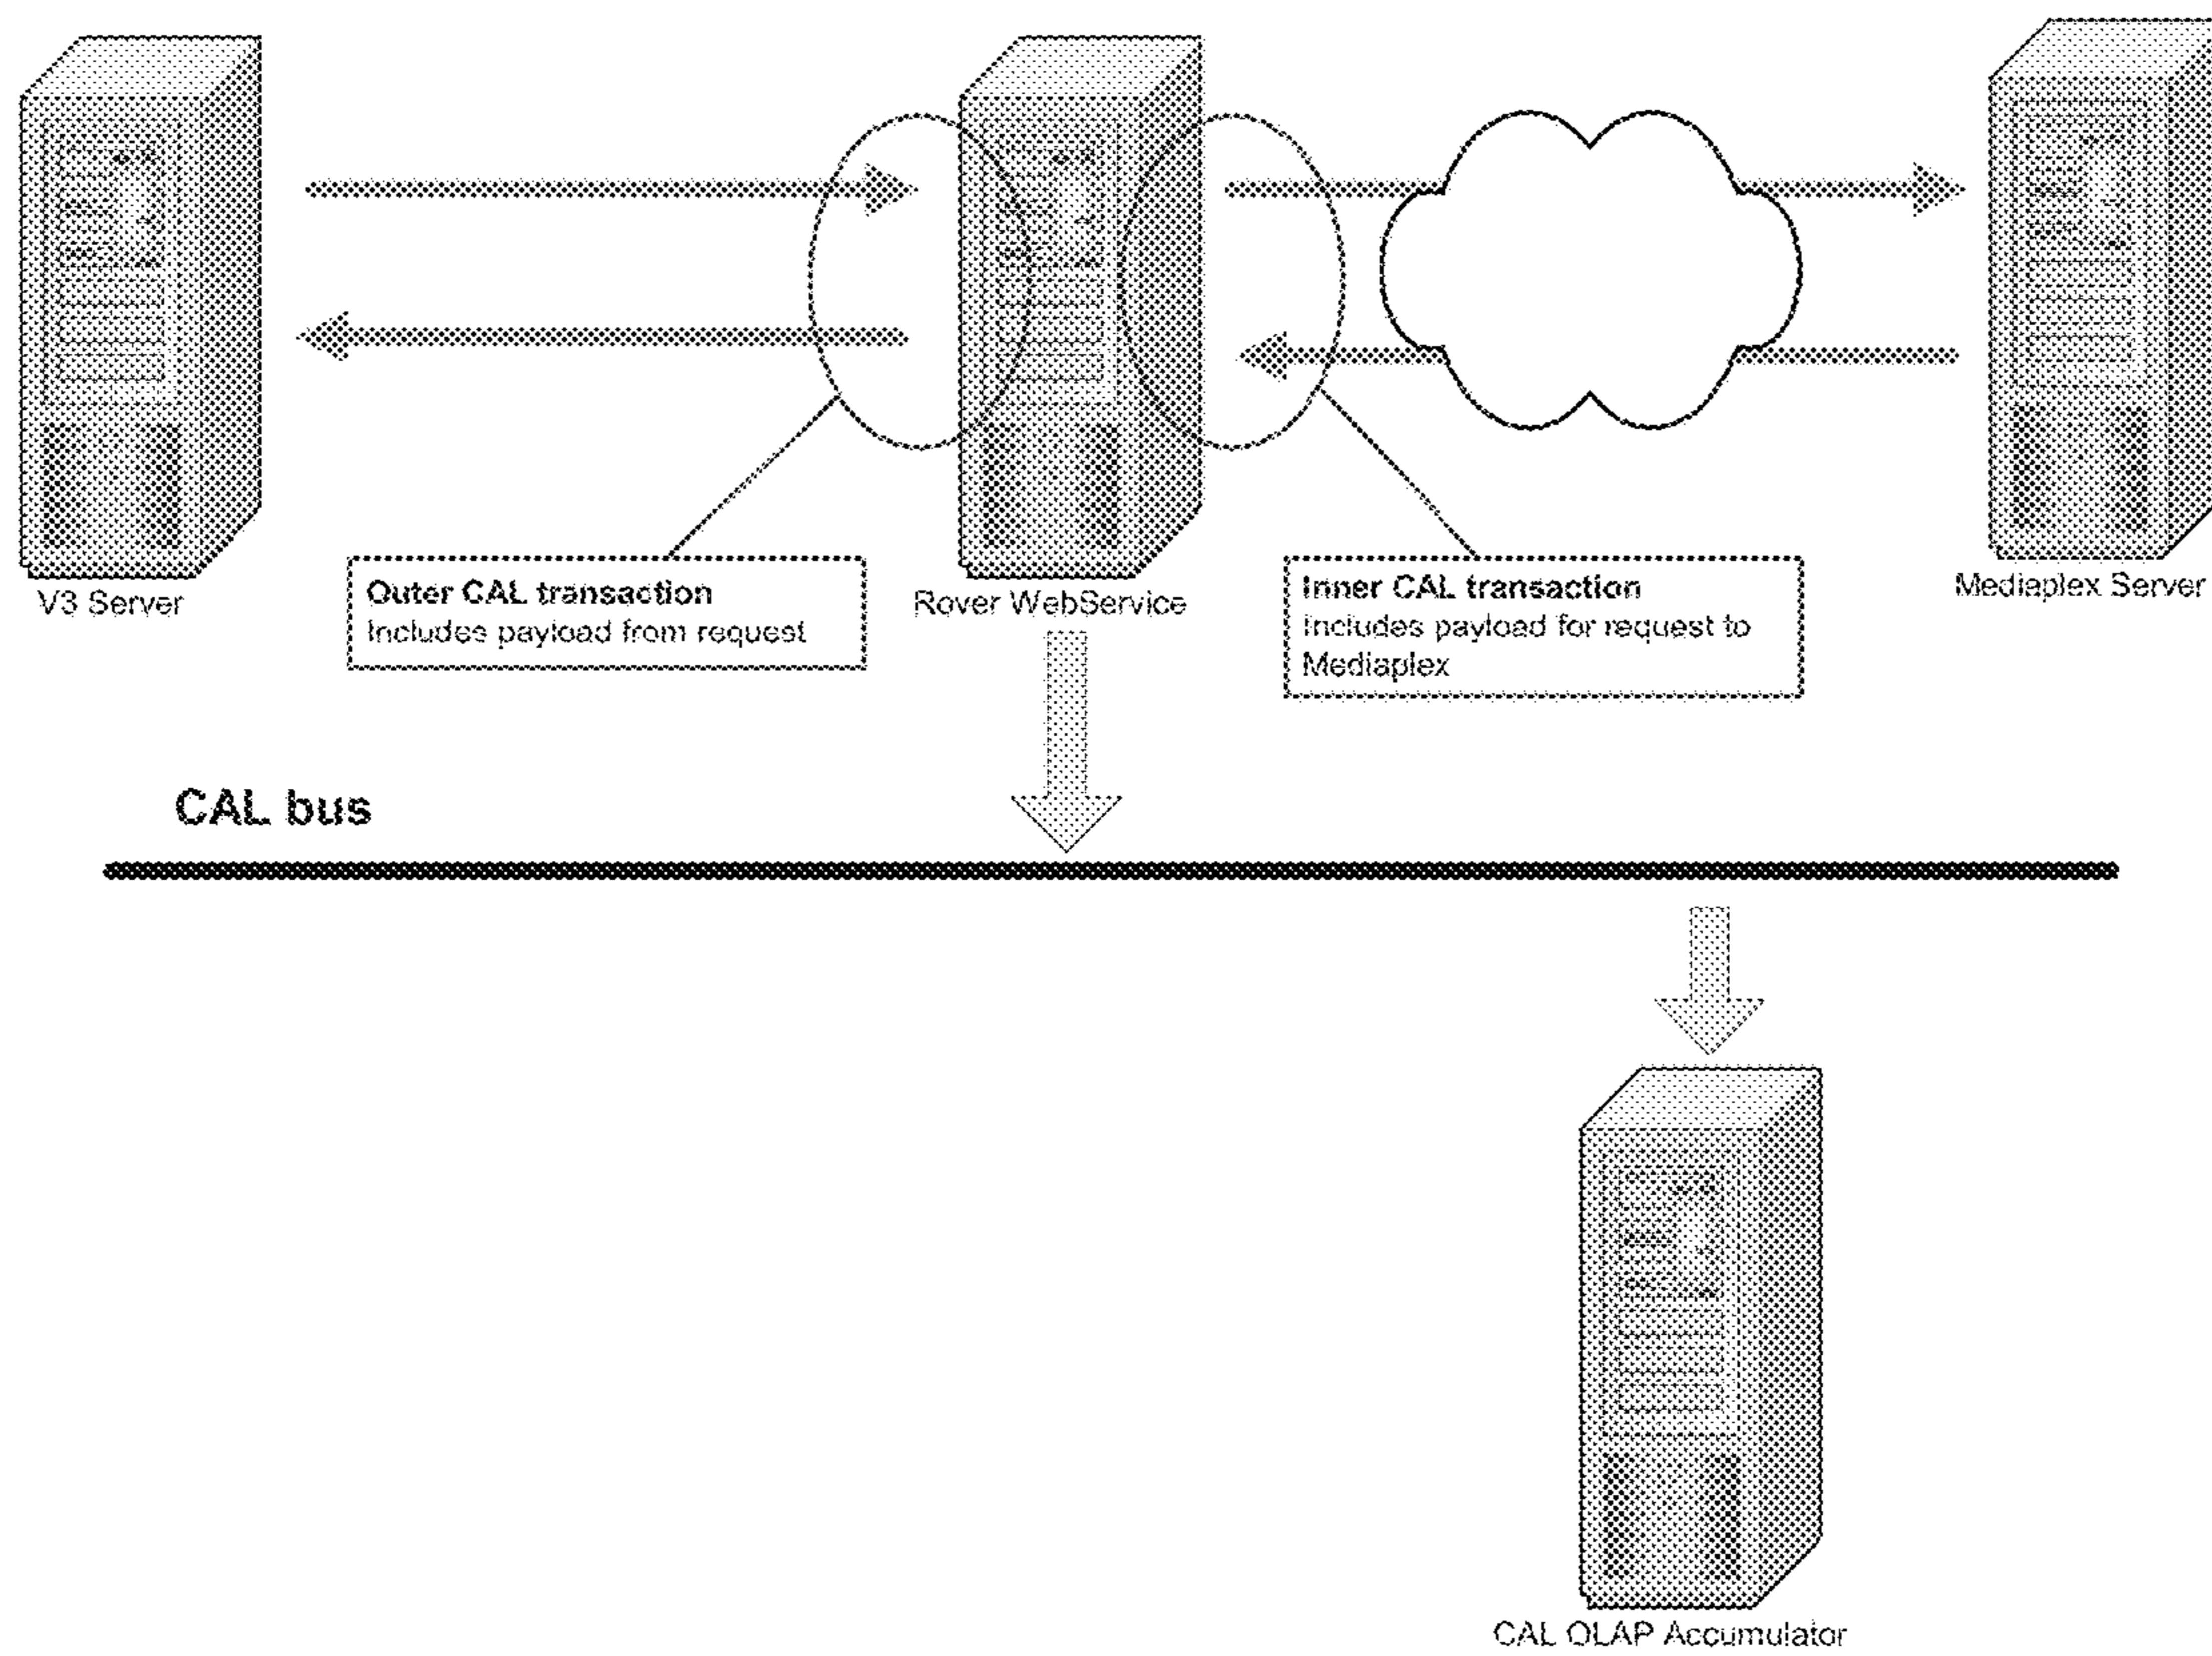 V3 Server
Outer CAL transaction
Includes payload from request
Rover WebService
Inner CAL transaction
Includes payload for request to
Mediaplex
Mediaplex Server
CAL bus
CAL OLAP Accumulator